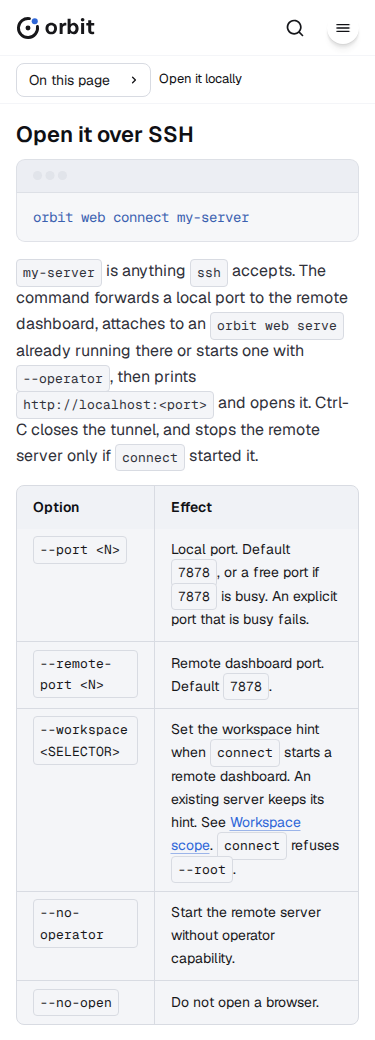 orbit
On this page
Open it locally
Open it over SSH
orbit web connect my-server
my-server is anything ssh accepts. The
command forwards a local port to the remote
dashboard, attaches to an orbit web serve
already running there or starts one with
--operator, then prints
http://localhost:<port> and opens it. Ctrl-
C closes the tunnel, and stops the remote
server only if connect started it.
Option Effect
--port <N>
Local port. Default
7878, or a free port if
7878 is busy. An explicit
port that is busy fails.
--remote-
port <N>
Remote dashboard port.
Default 7878.
--workspace
<SELECTOR>
Set the workspace hint
when connect starts a
remote dashboard. An
existing server keeps its
hint. See Workspace
scope. connect refuses
--root.
--no-
operator
Start the remote server
without operator
capability.
--no-open
Do not open a browser.